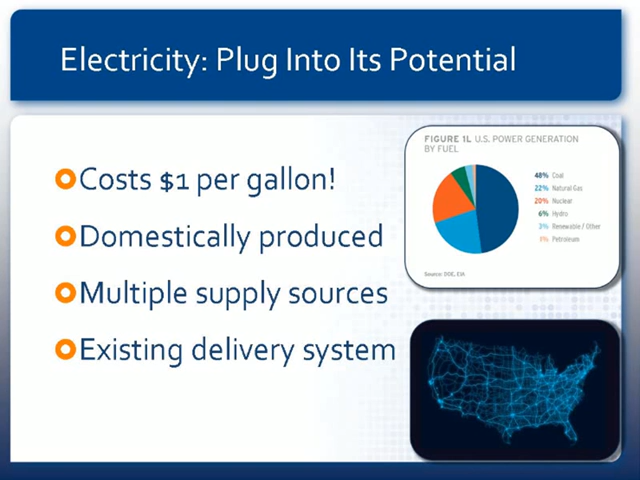 Electricity: Plug Into Its Potential
Costs $1 per gallon!
Domestically produced
Multiple supply sources
Existing delivery system
FIGURE 1L U.S. POWER GENERATION
BY FUEL
48% Coal
22% Natural Gas
20% Nuclear
6% Hydro
3% Renewable / Other
Petroleum
Source: DOE, EIA